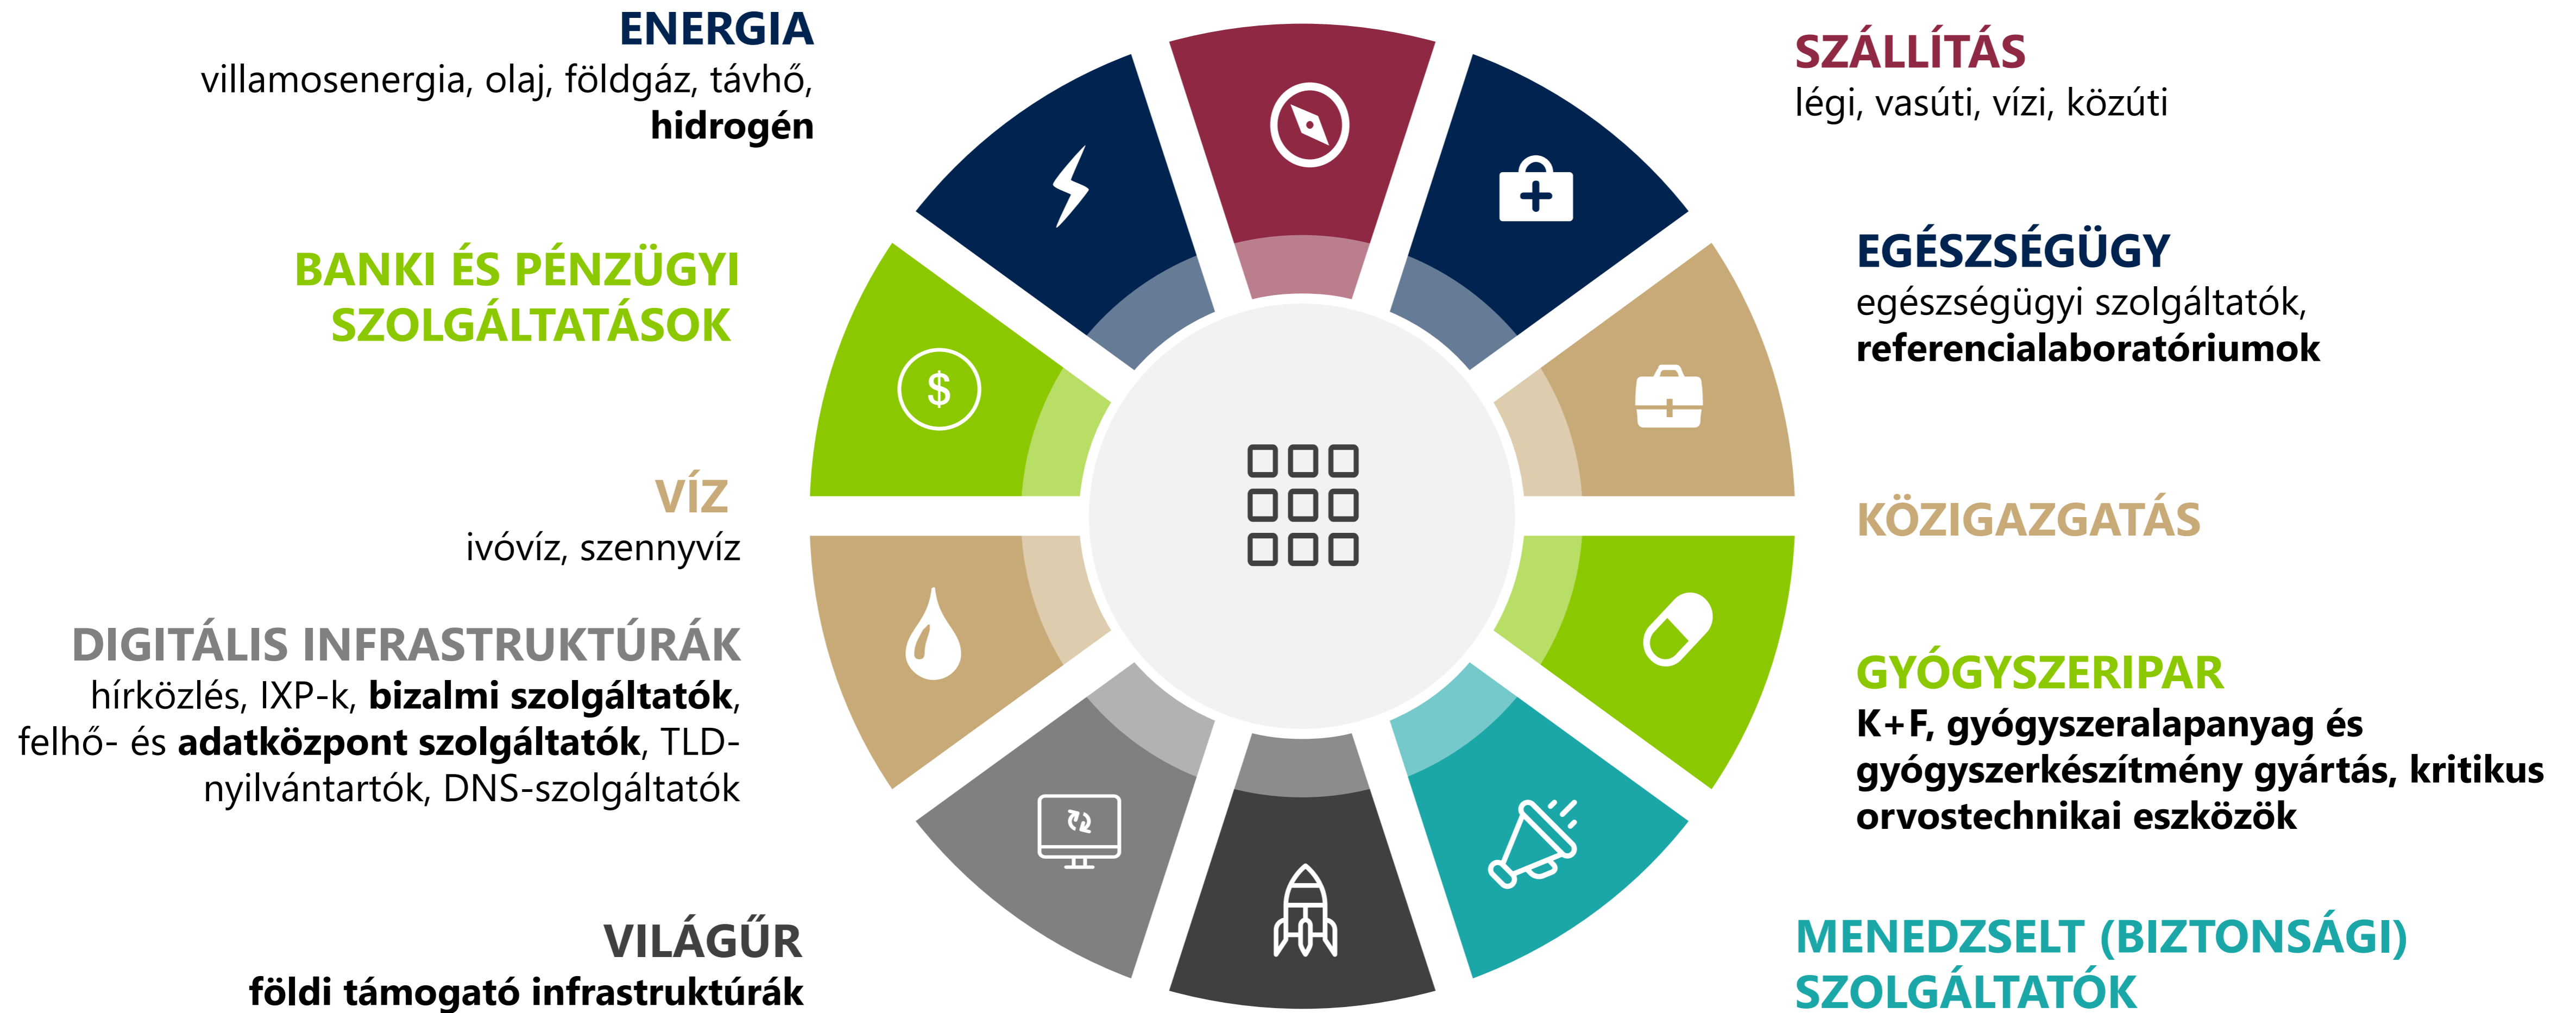 ENERGIA
villamosenergia, olaj, földgáz, távhő,
hidrogén
BANKI ÉS PÉNZÜGYI
SZOLGÁLTATÁSOK
$
VÍZ
ivóvíz, szennyvíz
DIGITÁLIS INFRASTRUKTÚRÁK
hírközlés, IXP-k, bizalmi szolgáltatók,
felhő- és adatközpont szolgáltatók, TLD-
nyilvántartók, DNS-szolgáltatók
VILÁGŰR
földi támogató infrastruktúrák
SZÁLLÍTÁS
légi, vasúti, vízi, közúti
EGÉSZSÉGÜGY
egészségügyi szolgáltatók,
referencialaboratóriumok
KÖZIGAZGATÁS
GYÓGYSZERIPAR
K+F, gyógyszeralapanyag és
gyógyszerkészítmény gyártás, kritikus
orvostechnikai eszközök
MENEDZSELT (BIZTONSÁGI)
SZOLGÁLTATÓK